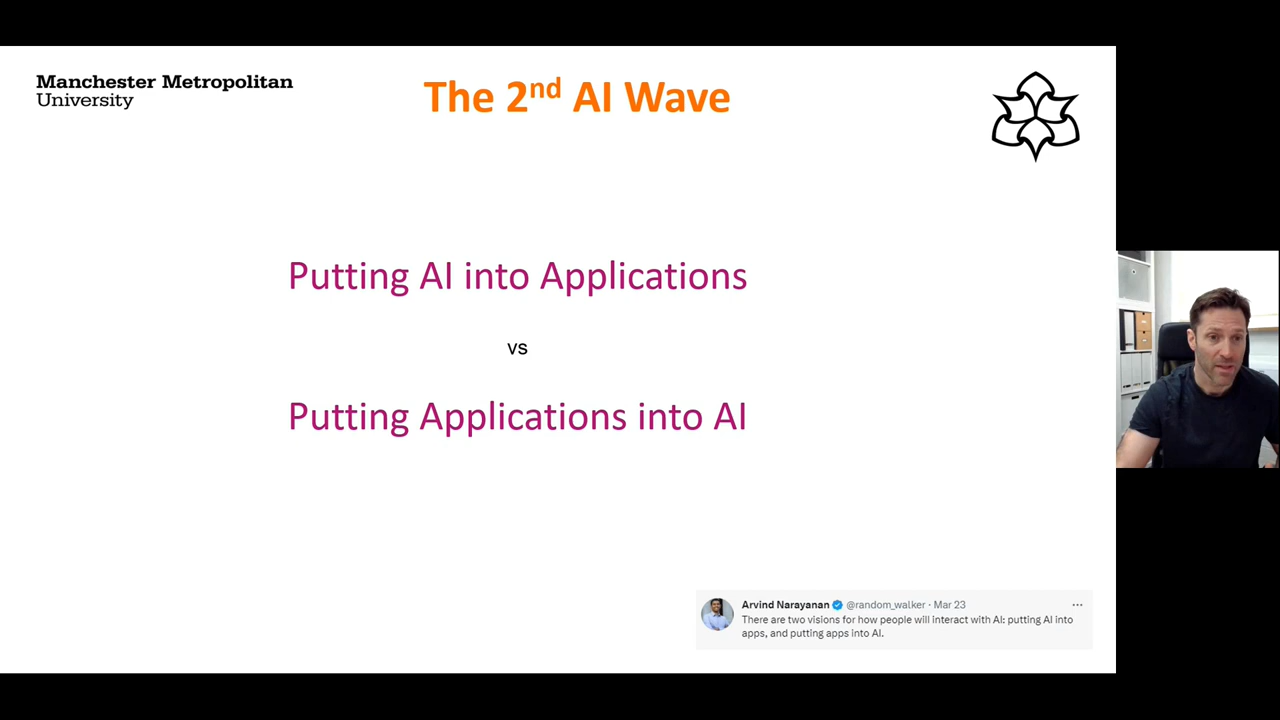 Manchester Metropolitan
University
The 2nd AI Wave
Putting AI into Applications
vs
Putting Applications into AI
Arvind Narayanan @random_walker · Mar 23
There are two visions for how people will interact with AI: putting AI into
apps, and putting apps into AI.